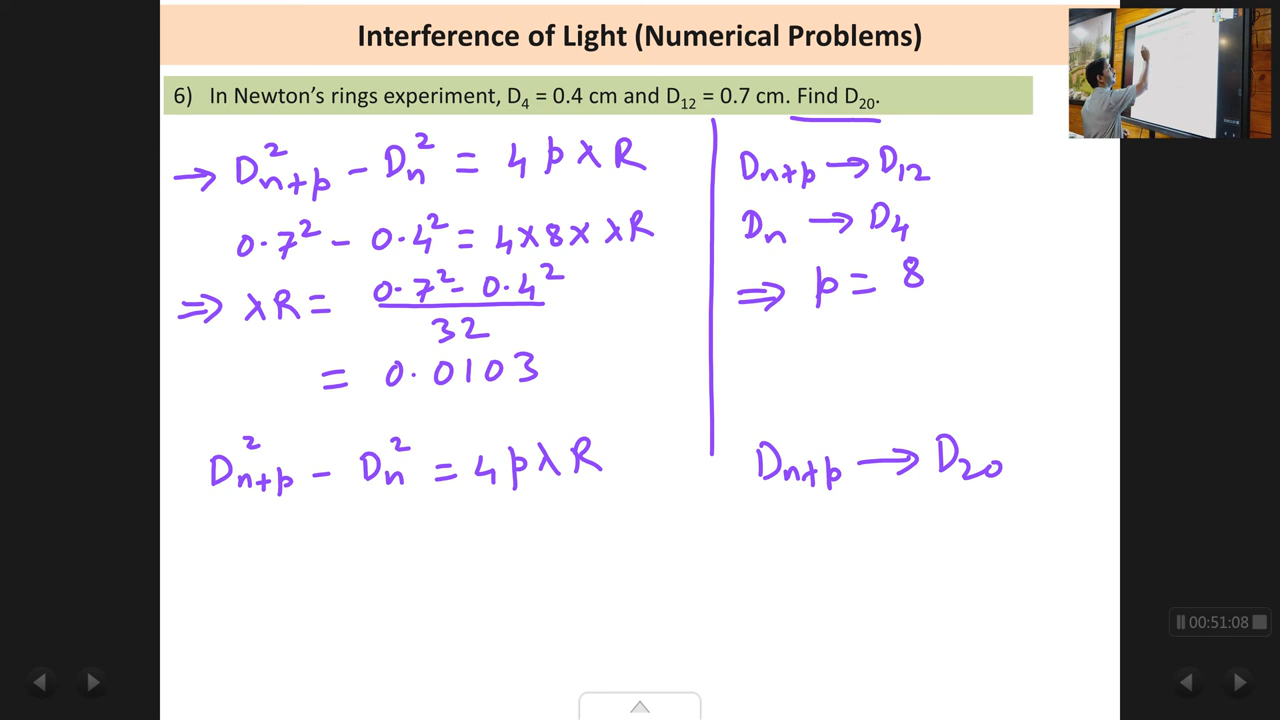 Interference of Light (Numerical Problems)
6) In Newton's rings experiment, D₄ = 0.4 cm and D₁₂ = 0.7 cm. Find D₂₀.
→ D²ₙ₊ₚ − D²ₙ = 4 p λ R
0.7² − 0.4² = 4 × 8 × λR
⇒ λR = 0.7² − 0.4² / 32
= 0.0103
Dₙ₊ₚ → D₁₂
Dₙ → D₄
⇒ p = 8
D²ₙ₊ₚ − D²ₙ = 4 p λ R
Dₙ₊ₚ → D₂₀
00:51:08